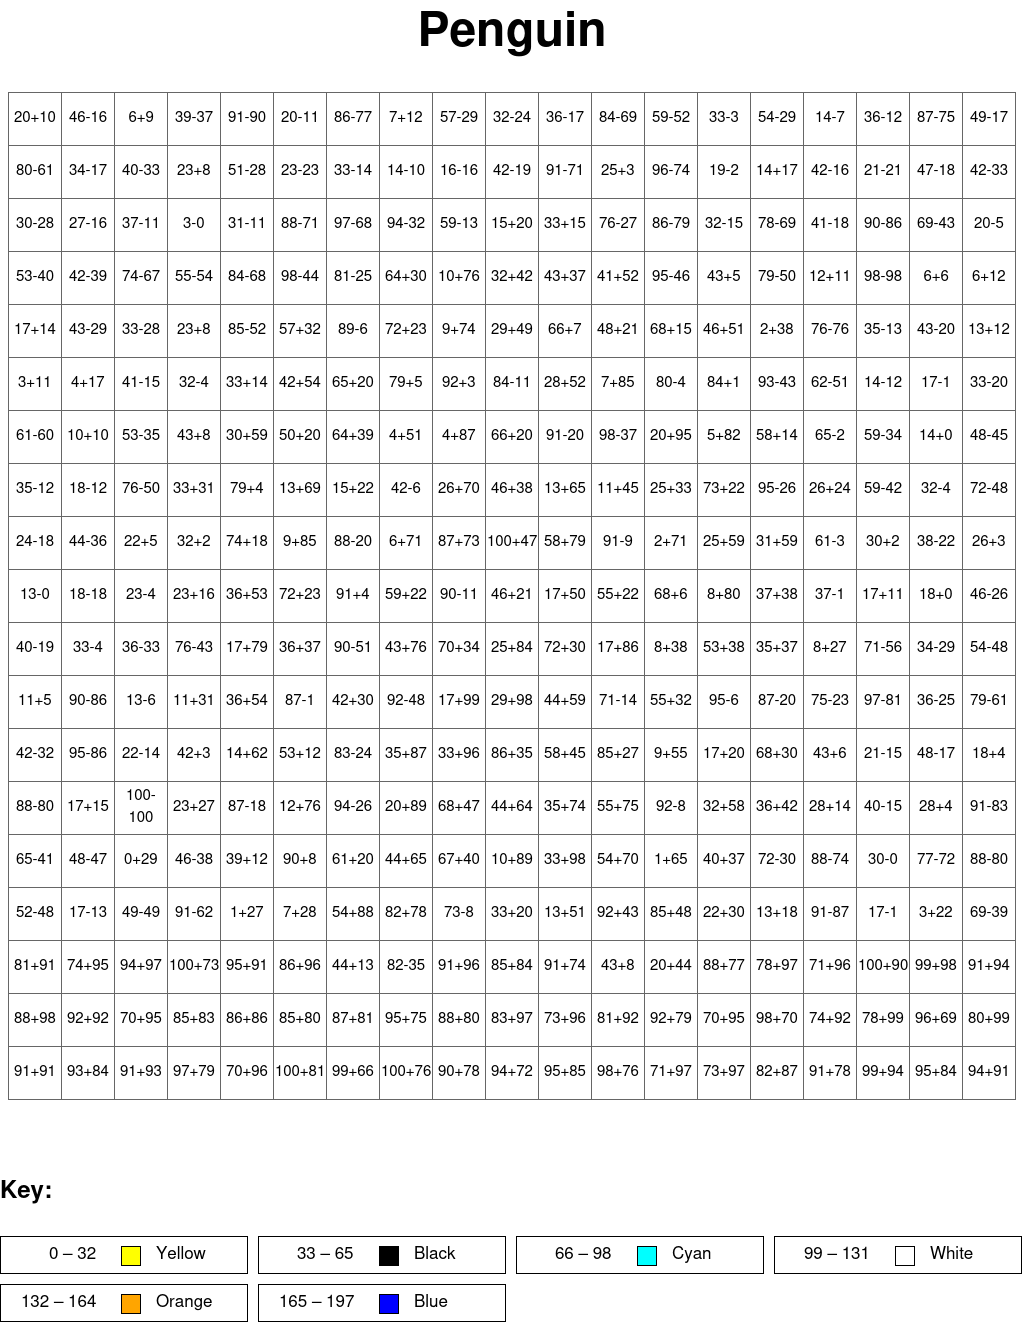 Penguin
20+10 46-16 6+9 39-37 91-90 20-11 86-77 7+12 57-29 32-24 36-17 84-69 59-52 33-3 54-29 14-7 36-12 87-75 49-17
80-61 34-17 40-33 23+8 51-28 23-23 33-14 14-10 16-16 42-19 91-71 25+3 96-74 19-2 14+17 42-16 21-21 47-18 42-33
30-28 27-16 37-11 3-0 31-11 88-71 97-68 94-32 59-13 15+20 33+15 76-27 86-79 32-15 78-69 41-18 90-86 69-43 20-5
53-40 42-39 74-67 55-54 84-68 98-44 81-25 64+30 10+76 32+42 43+37 41+52 95-46 43+5 79-50 12+11 98-98 6+6 6+12
17+14 43-29 33-28 23+8 85-52 57+32 89-6 72+23 9+74 29+49 66+7 48+21 68+15 46+51 2+38 76-76 35-13 43-20 13+12
3+11 4+17 41-15 32-4 33+14 42+54 65+20 79+5 92+3 84-11 28+52 7+85 80-4 84+1 93-43 62-51 14-12 17-1 33-20
61-60 10+10 53-35 43+8 30+59 50+20 64+39 4+51 4+87 66+20 91-20 98-37 20+95 5+82 58+14 65-2 59-34 14+0 48-45
35-12 18-12 76-50 33+31 79+4 13+69 15+22 42-6 26+70 46+38 13+65 11+45 25+33 73+22 95-26 26+24 59-42 32-4 72-48
24-18 44-36 22+5 32+2 74+18 9+85 88-20 6+71 87+73 100+47 58+79 91-9 2+71 25+59 31+59 61-3 30+2 38-22 26+3
13-0 18-18 23-4 23+16 36+53 72+23 91+4 59+22 90-11 46+21 17+50 55+22 68+6 8+80 37+38 37-1 17+11 18+0 46-26
40-19 33-4 36-33 76-43 17+79 36+37 90-51 43+76 70+34 25+84 72+30 17+86 8+38 53+38 35+37 8+27 71-56 34-29 54-48
11+5 90-86 13-6 11+31 36+54 87-1 42+30 92-48 17+99 29+98 44+59 71-14 55+32 95-6 87-20 75-23 97-81 36-25 79-61
42-32 95-86 22-14 42+3 14+62 53+12 83-24 35+87 33+96 86+35 58+45 85+27 9+55 17+20 68+30 43+6 21-15 48-17 18+4
88-80 17+15 100-100 23+27 87-18 12+76 94-26 20+89 68+47 44+64 35+74 55+75 92-8 32+58 36+42 28+14 40-15 28+4 91-83
65-41 48-47 0+29 46-38 39+12 90+8 61+20 44+65 67+40 10+89 33+98 54+70 1+65 40+37 72-30 88-74 30-0 77-72 88-80
52-48 17-13 49-49 91-62 1+27 7+28 54+88 82+78 73-8 33+20 13+51 92+43 85+48 22+30 13+18 91-87 17-1 3+22 69-39
81+91 74+95 94+97 100+73 95+91 86+96 44+13 82-35 91+96 85+84 91+74 43+8 20+44 88+77 78+97 71+96 100+90 99+98 91+94
88+98 92+92 70+95 85+83 86+86 85+80 87+81 95+75 88+80 83+97 73+96 81+92 92+79 70+95 98+70 74+92 78+99 96+69 80+99
91+91 93+84 91+93 97+79 70+96 100+81 99+66 100+76 90+78 94+72 95+85 98+76 71+97 73+97 82+87 91+78 99+94 95+84 94+91
Key:
0 – 32 Yellow 33 – 65 Black 66 – 98 Cyan 99 – 131 White
132 – 164 Orange 165 – 197 Blue